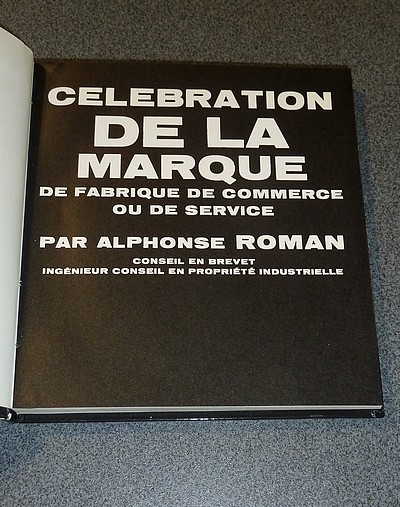 CELEBRATION
DE LA
MARQUE
DE FABRIQUE DE COMMERCE
OU DE SERVICE
PAR ALPHONSE ROMAN
CONSEIL EN BREVET
INGÉNIEUR CONSEIL EN PROPRIÉTÉ INDUSTRIELLE